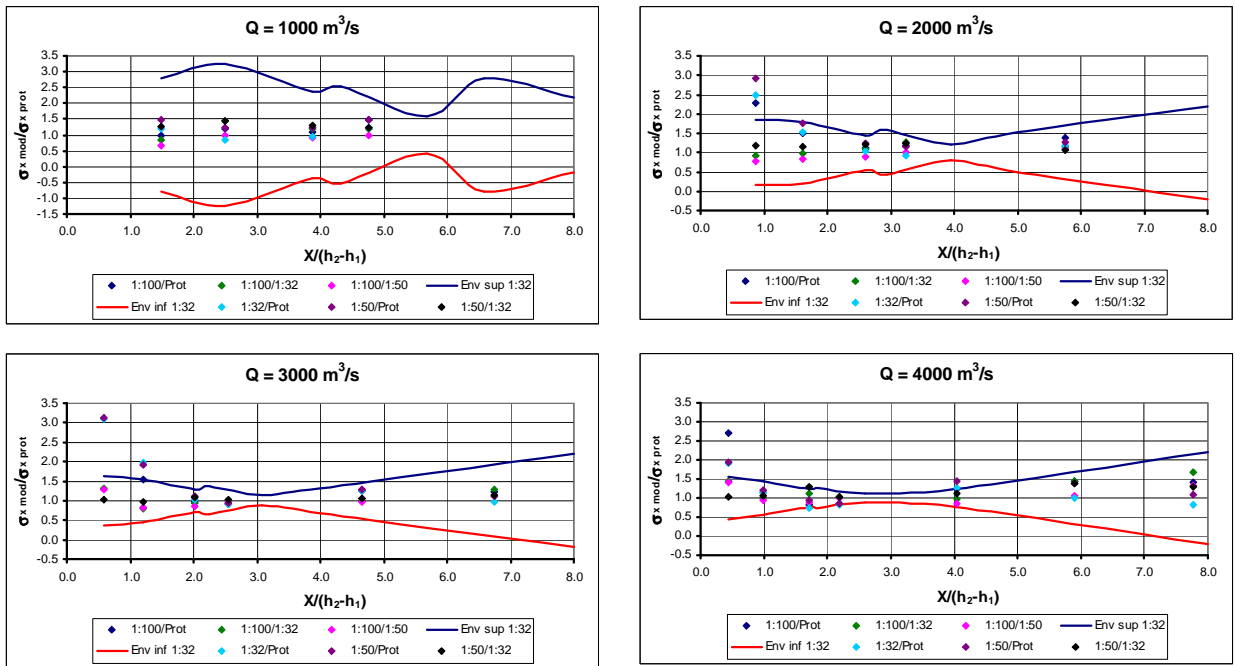 Q = 1000 m³/s
σx mod/σx prot
3.5
3.0
2.5
2.0
1.5
1.0
0.5
0.0
-0.5
-1.0
-1.5
0.0 1.0 2.0 3.0 4.0 5.0 6.0 7.0 8.0
X/(h₂-h₁)
1:100/Prot 1:100/1:32 1:100/1:50 Env sup 1:32
Env inf 1:32 1:32/Prot 1:50/Prot 1:50/1:32
Q = 2000 m³/s
σx mod/σx prot
3.5
3.0
2.5
2.0
1.5
1.0
0.5
0.0
-0.5
0.0 1.0 2.0 3.0 4.0 5.0 6.0 7.0 8.0
X/(h₂-h₁)
1:100/Prot 1:100/1:32 1:100/1:50 Env sup 1:32
Env inf 1:32 1:32/Prot 1:50/Prot 1:50/1:32
Q = 3000 m³/s
σx mod/σx prot
3.5
3.0
2.5
2.0
1.5
1.0
0.5
0.0
-0.5
0.0 1.0 2.0 3.0 4.0 5.0 6.0 7.0 8.0
X/(h₂-h₁)
1:100/Prot 1:100/1:32 1:100/1:50 Env sup 1:32
Env inf 1:32 1:32/Prot 1:50/Prot 1:50/1:32
Q = 4000 m³/s
σx mod/σx prot
3.5
3.0
2.5
2.0
1.5
1.0
0.5
0.0
-0.5
0.0 1.0 2.0 3.0 4.0 5.0 6.0 7.0 8.0
X/(h₂-h₁)
1:100/Prot 1:100/1:32 1:100/1:50 Env sup 1:32
Env inf 1:32 1:32/Prot 1:50/Prot 1:50/1:32